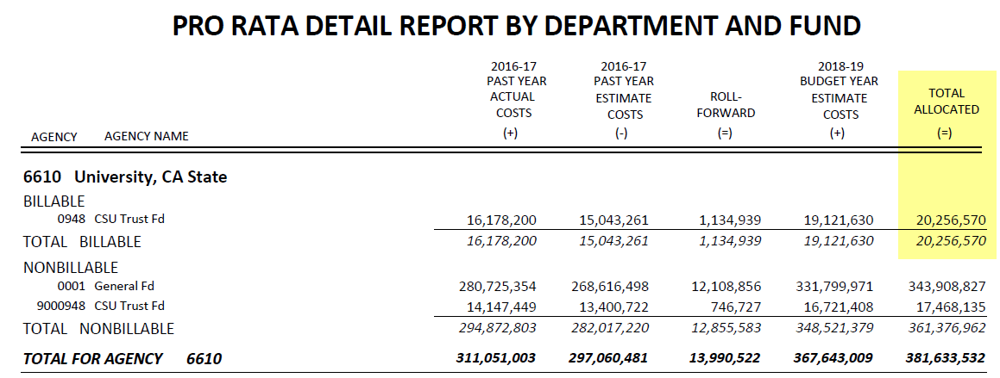 PRO RATA DETAIL REPORT BY DEPARTMENT AND FUND
2016-17 2016-17 2018-19
PAST YEAR PAST YEAR BUDGET YEAR TOTAL
ACTUAL ESTIMATE ROLL- ESTIMATE ALLOCATED
COSTS COSTS FORWARD COSTS
AGENCY AGENCY NAME (+) (-) (=) (+) (=)
6610 University, CA State
BILLABLE
0948 CSU Trust Fd 16,178,200 15,043,261 1,134,939 19,121,630 20,256,570
TOTAL BILLABLE 16,178,200 15,043,261 1,134,939 19,121,630 20,256,570
NONBILLABLE
0001 General Fd 280,725,354 268,616,498 12,108,856 331,799,971 343,908,827
9000948 CSU Trust Fd 14,147,449 13,400,722 746,727 16,721,408 17,468,135
TOTAL NONBILLABLE 294,872,803 282,017,220 12,855,583 348,521,379 361,376,962
TOTAL FOR AGENCY 6610 311,051,003 297,060,481 13,990,522 367,643,009 381,633,532